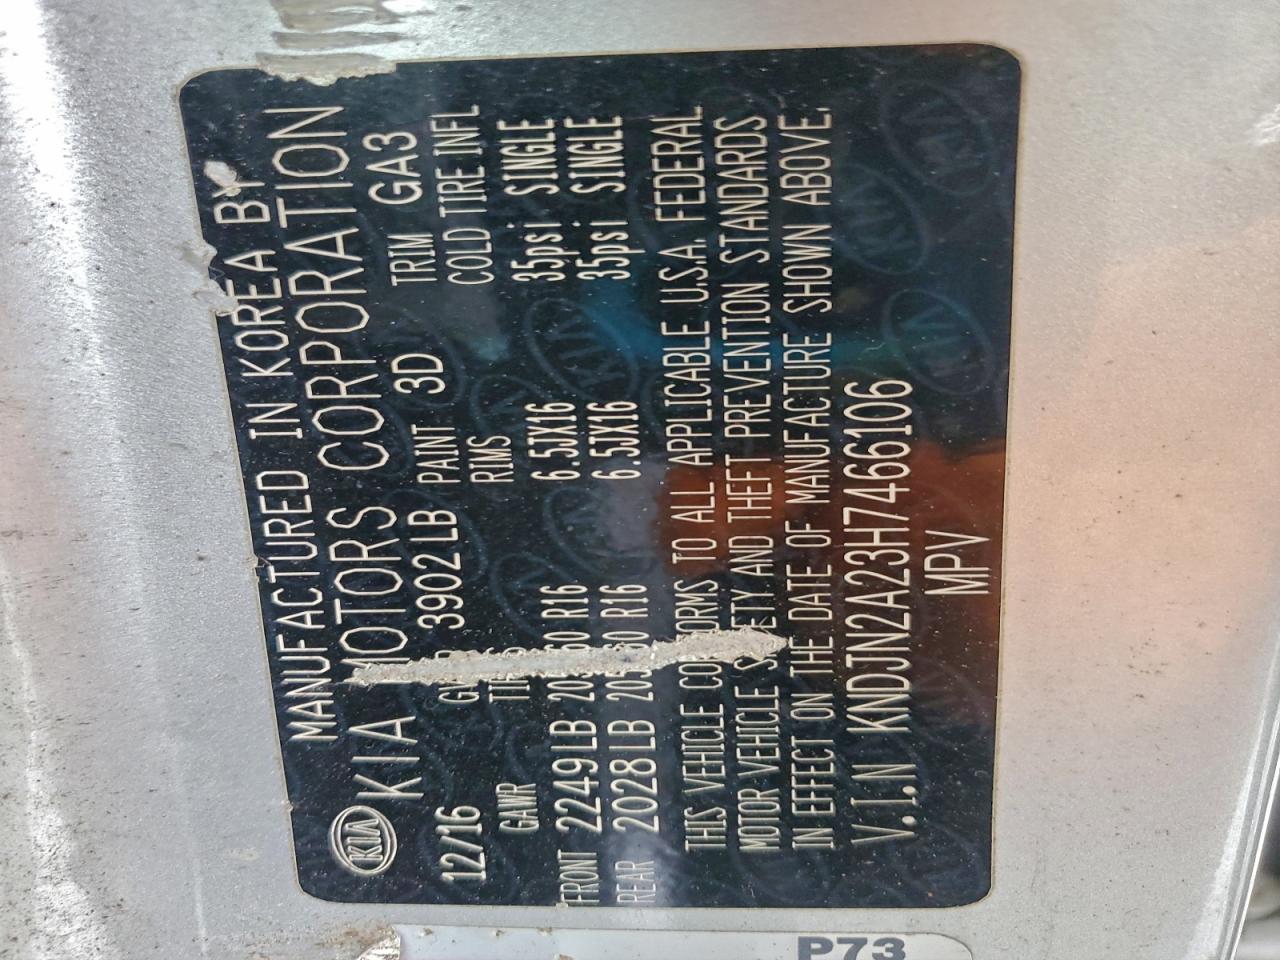 MANUFACTURED IN KOREA BY
KIA KIA MOTORS CORPORATION
12/16 3902LB PAINT 3D TRIM GA3
GAWR RIMS COLD TIRE INFL
FRONT 2249LB R16 6.5JX16 35psi SINGLE
REAR 2028LB R16 6.5JX16 35psi SINGLE
THIS VEHICLE CONFORMS TO ALL APPLICABLE U.S.A. FEDERAL
MOTOR VEHICLE SAFETY AND THEFT PREVENTION STANDARDS
IN EFFECT ON THE DATE OF MANUFACTURE SHOWN ABOVE.
V.I.N KNDJN2A23H7466106
MPV
P73